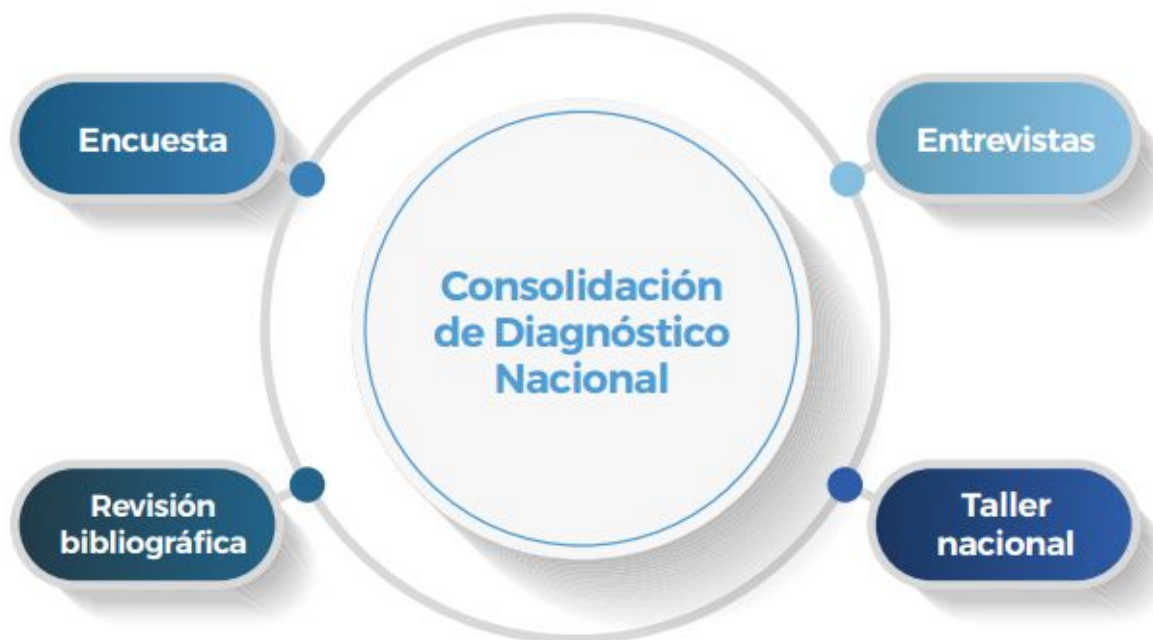 Encuesta
Entrevistas
Consolidación
de Diagnóstico
Nacional
Revisión
bibliográfica
Taller
nacional